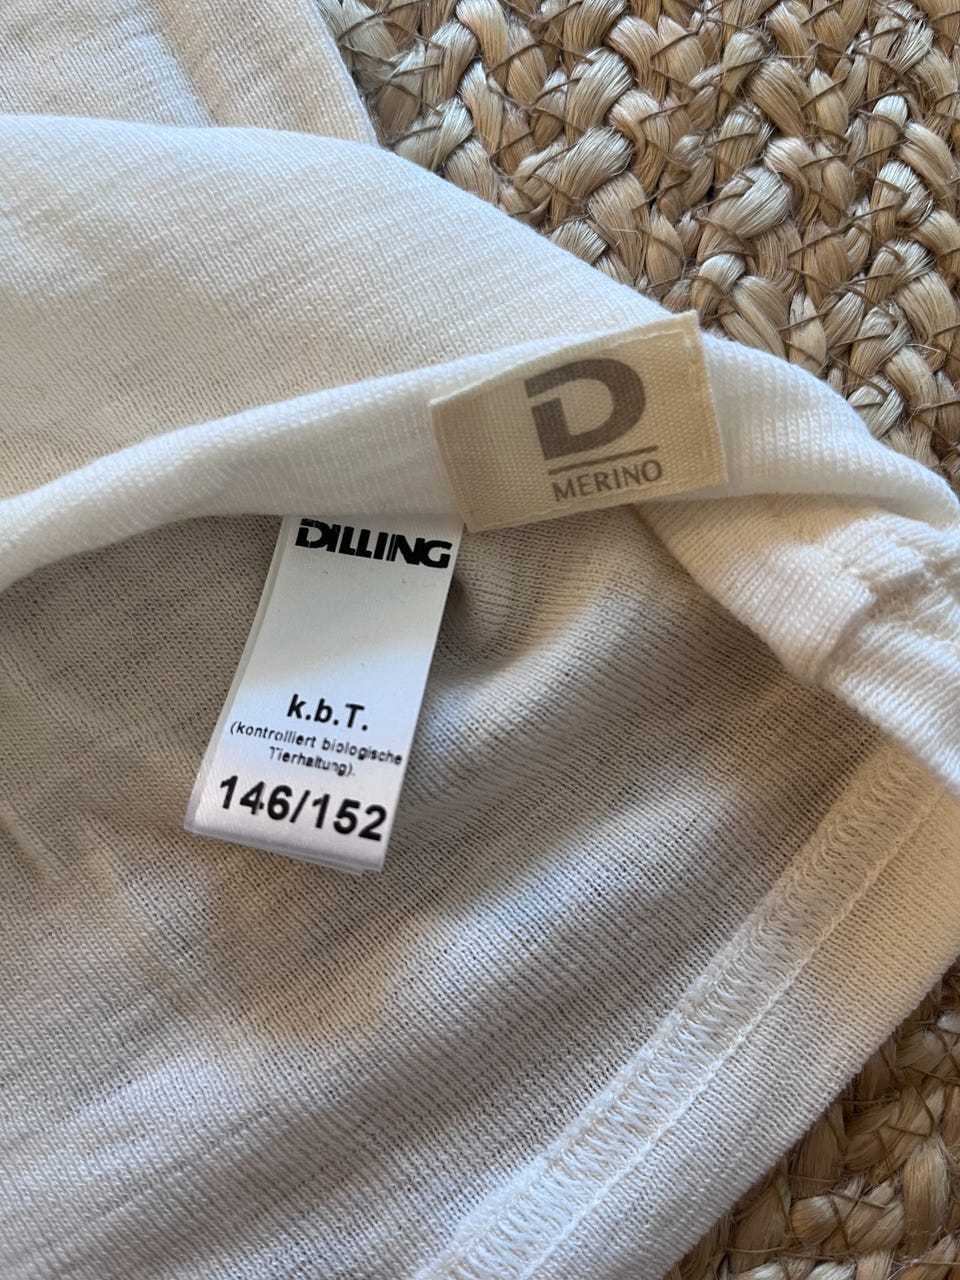 D
MERINO
DILLING
k.b.T.
(kontrolliert biologische
Tierhaltung).
146/152